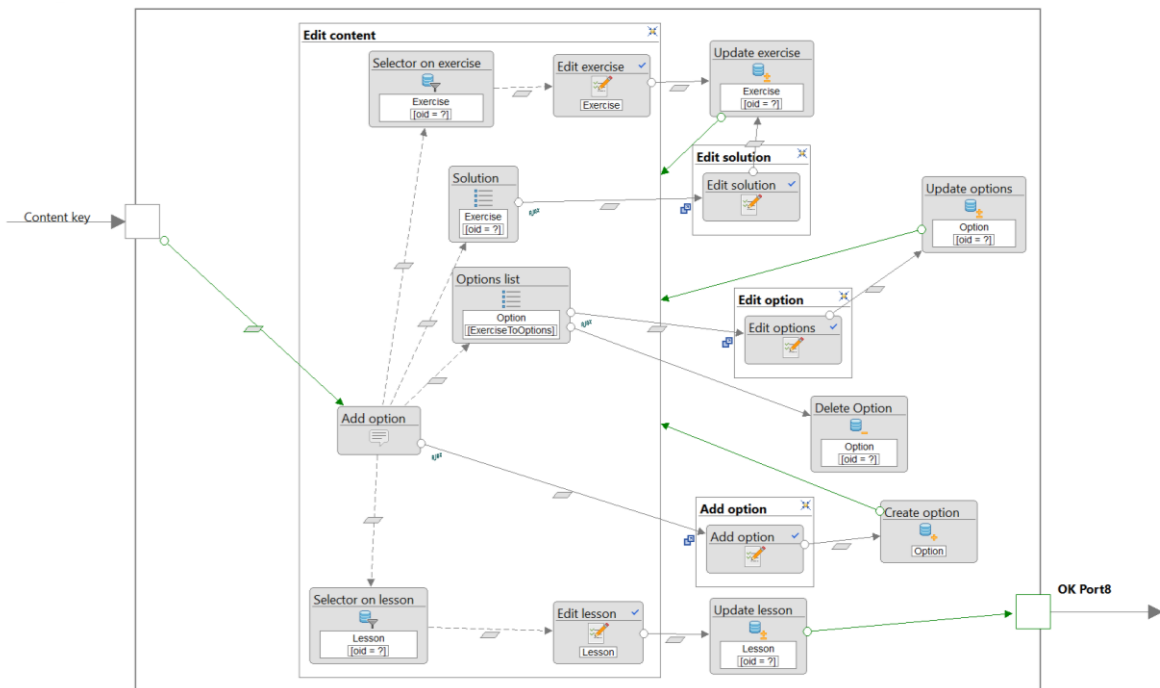 Edit content
Selector on exercise
Exercise
[oid = ?]
Edit exercise
Exercise
Update exercise
Exercise
[oid = ?]
Solution
Exercise
[oid = ?]
Edit solution
Edit solution
Update options
Option
[oid = ?]
Content key
Options list
Option
[ExerciseToOptions]
Edit option
Edit options
Add option
Delete Option
Option
[oid = ?]
Add option
Add option
Create option
Option
Selector on lesson
Lesson
[oid = ?]
Edit lesson
Lesson
Update lesson
Lesson
[oid = ?]
OK Port8